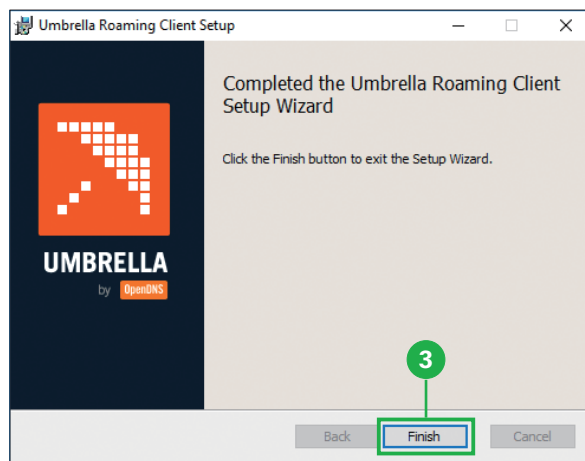 Umbrella Roaming Client Setup
Completed the Umbrella Roaming Client
Setup Wizard
Click the Finish button to exit the Setup Wizard.
UMBRELLA
by OpenDNS
3
Back Finish Cancel